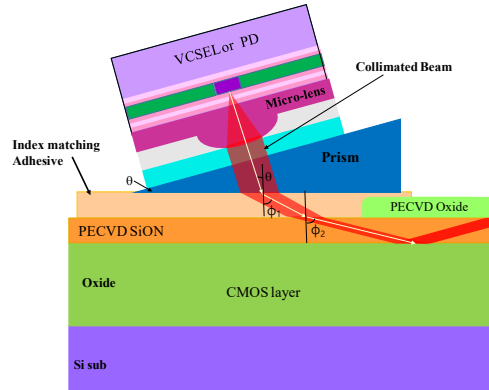 VCSEL or PD
Collimated Beam
Micro-lens
Index matching
Adhesive
Prism
θ
θ
ϕ1
PECVD Oxide
PECVD SiON
ϕ2
Oxide
CMOS layer
Si sub